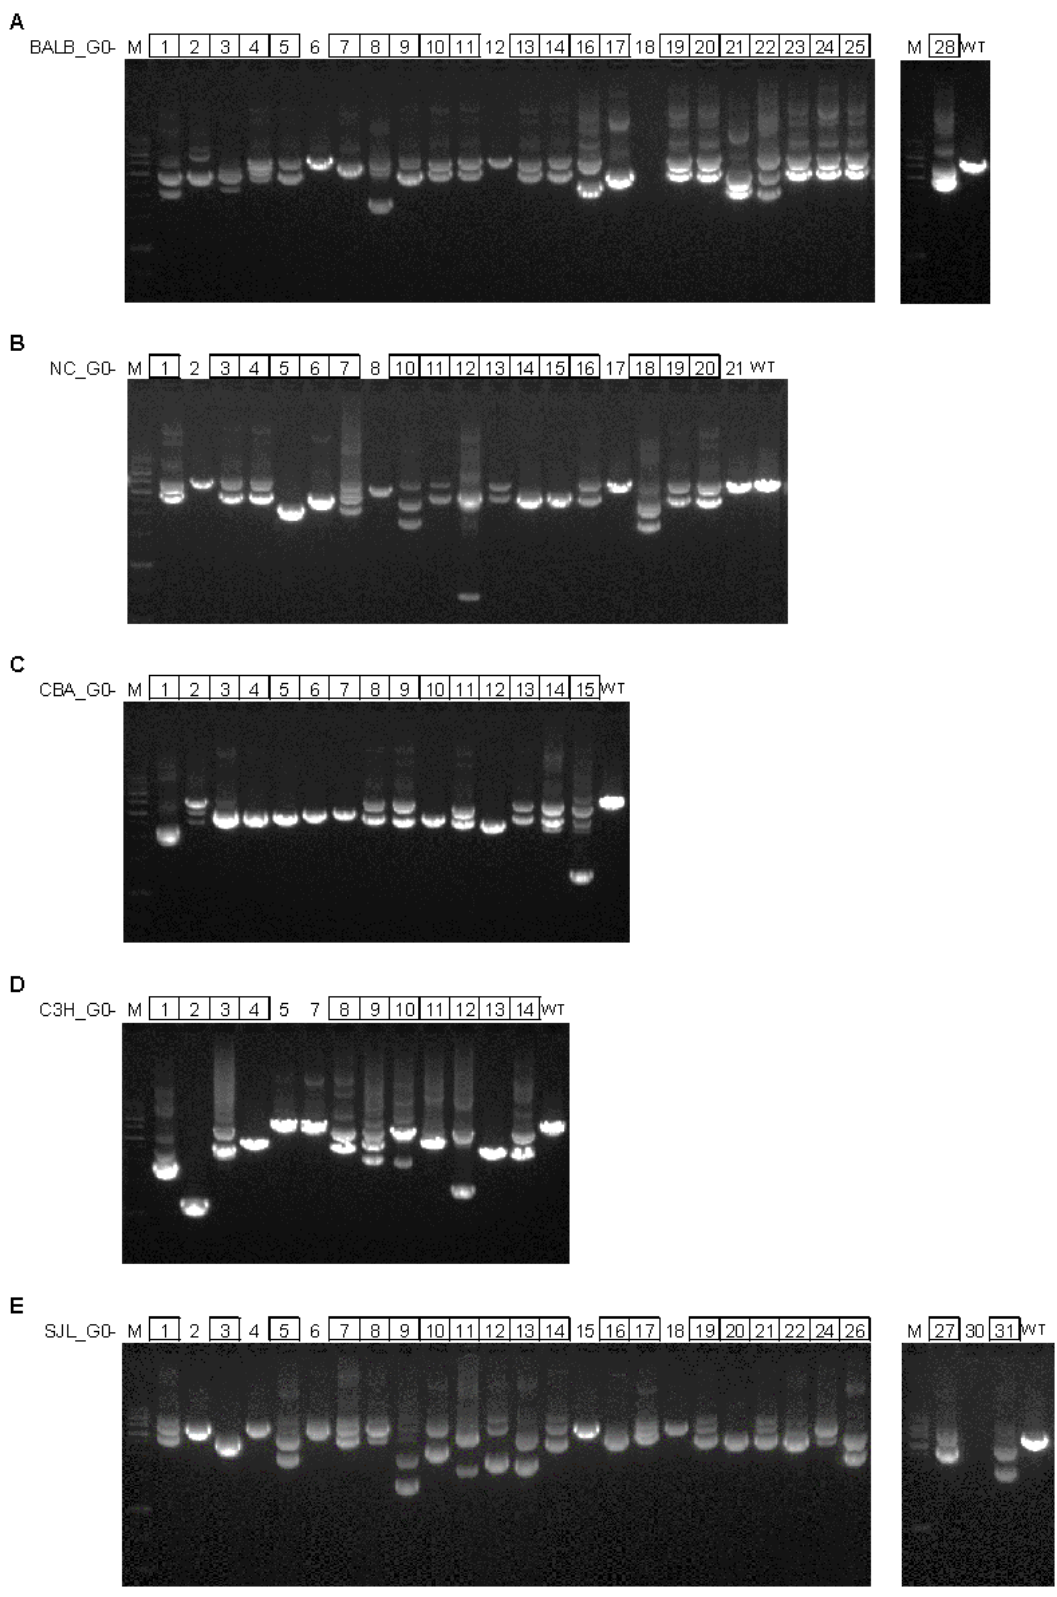 A
BALB_G0- M 1 2 3 4 5 6 7 8 9 10 11 12 13 14 16 17 18 19 20 21 22 23 24 25 M 28 WT
B
NC_G0- M 1 2 3 4 5 6 7 8 10 11 12 13 14 15 16 17 18 19 20 21 WT
C
CBA_G0- M 1 2 3 4 5 6 7 8 9 10 11 12 13 14 15 WT
D
C3H_G0- M 1 2 3 4 5 7 8 9 10 11 12 13 14 WT
E
SJL_G0- M 1 2 3 4 5 6 7 8 9 10 11 12 13 14 15 16 17 18 19 20 21 22 24 26 M 27 30 31 WT